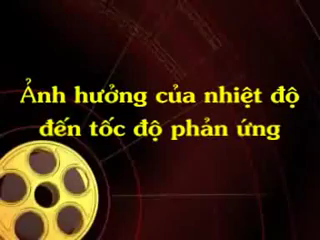 Ảnh hưởng của nhiệt độ
đến tốc độ phản ứng